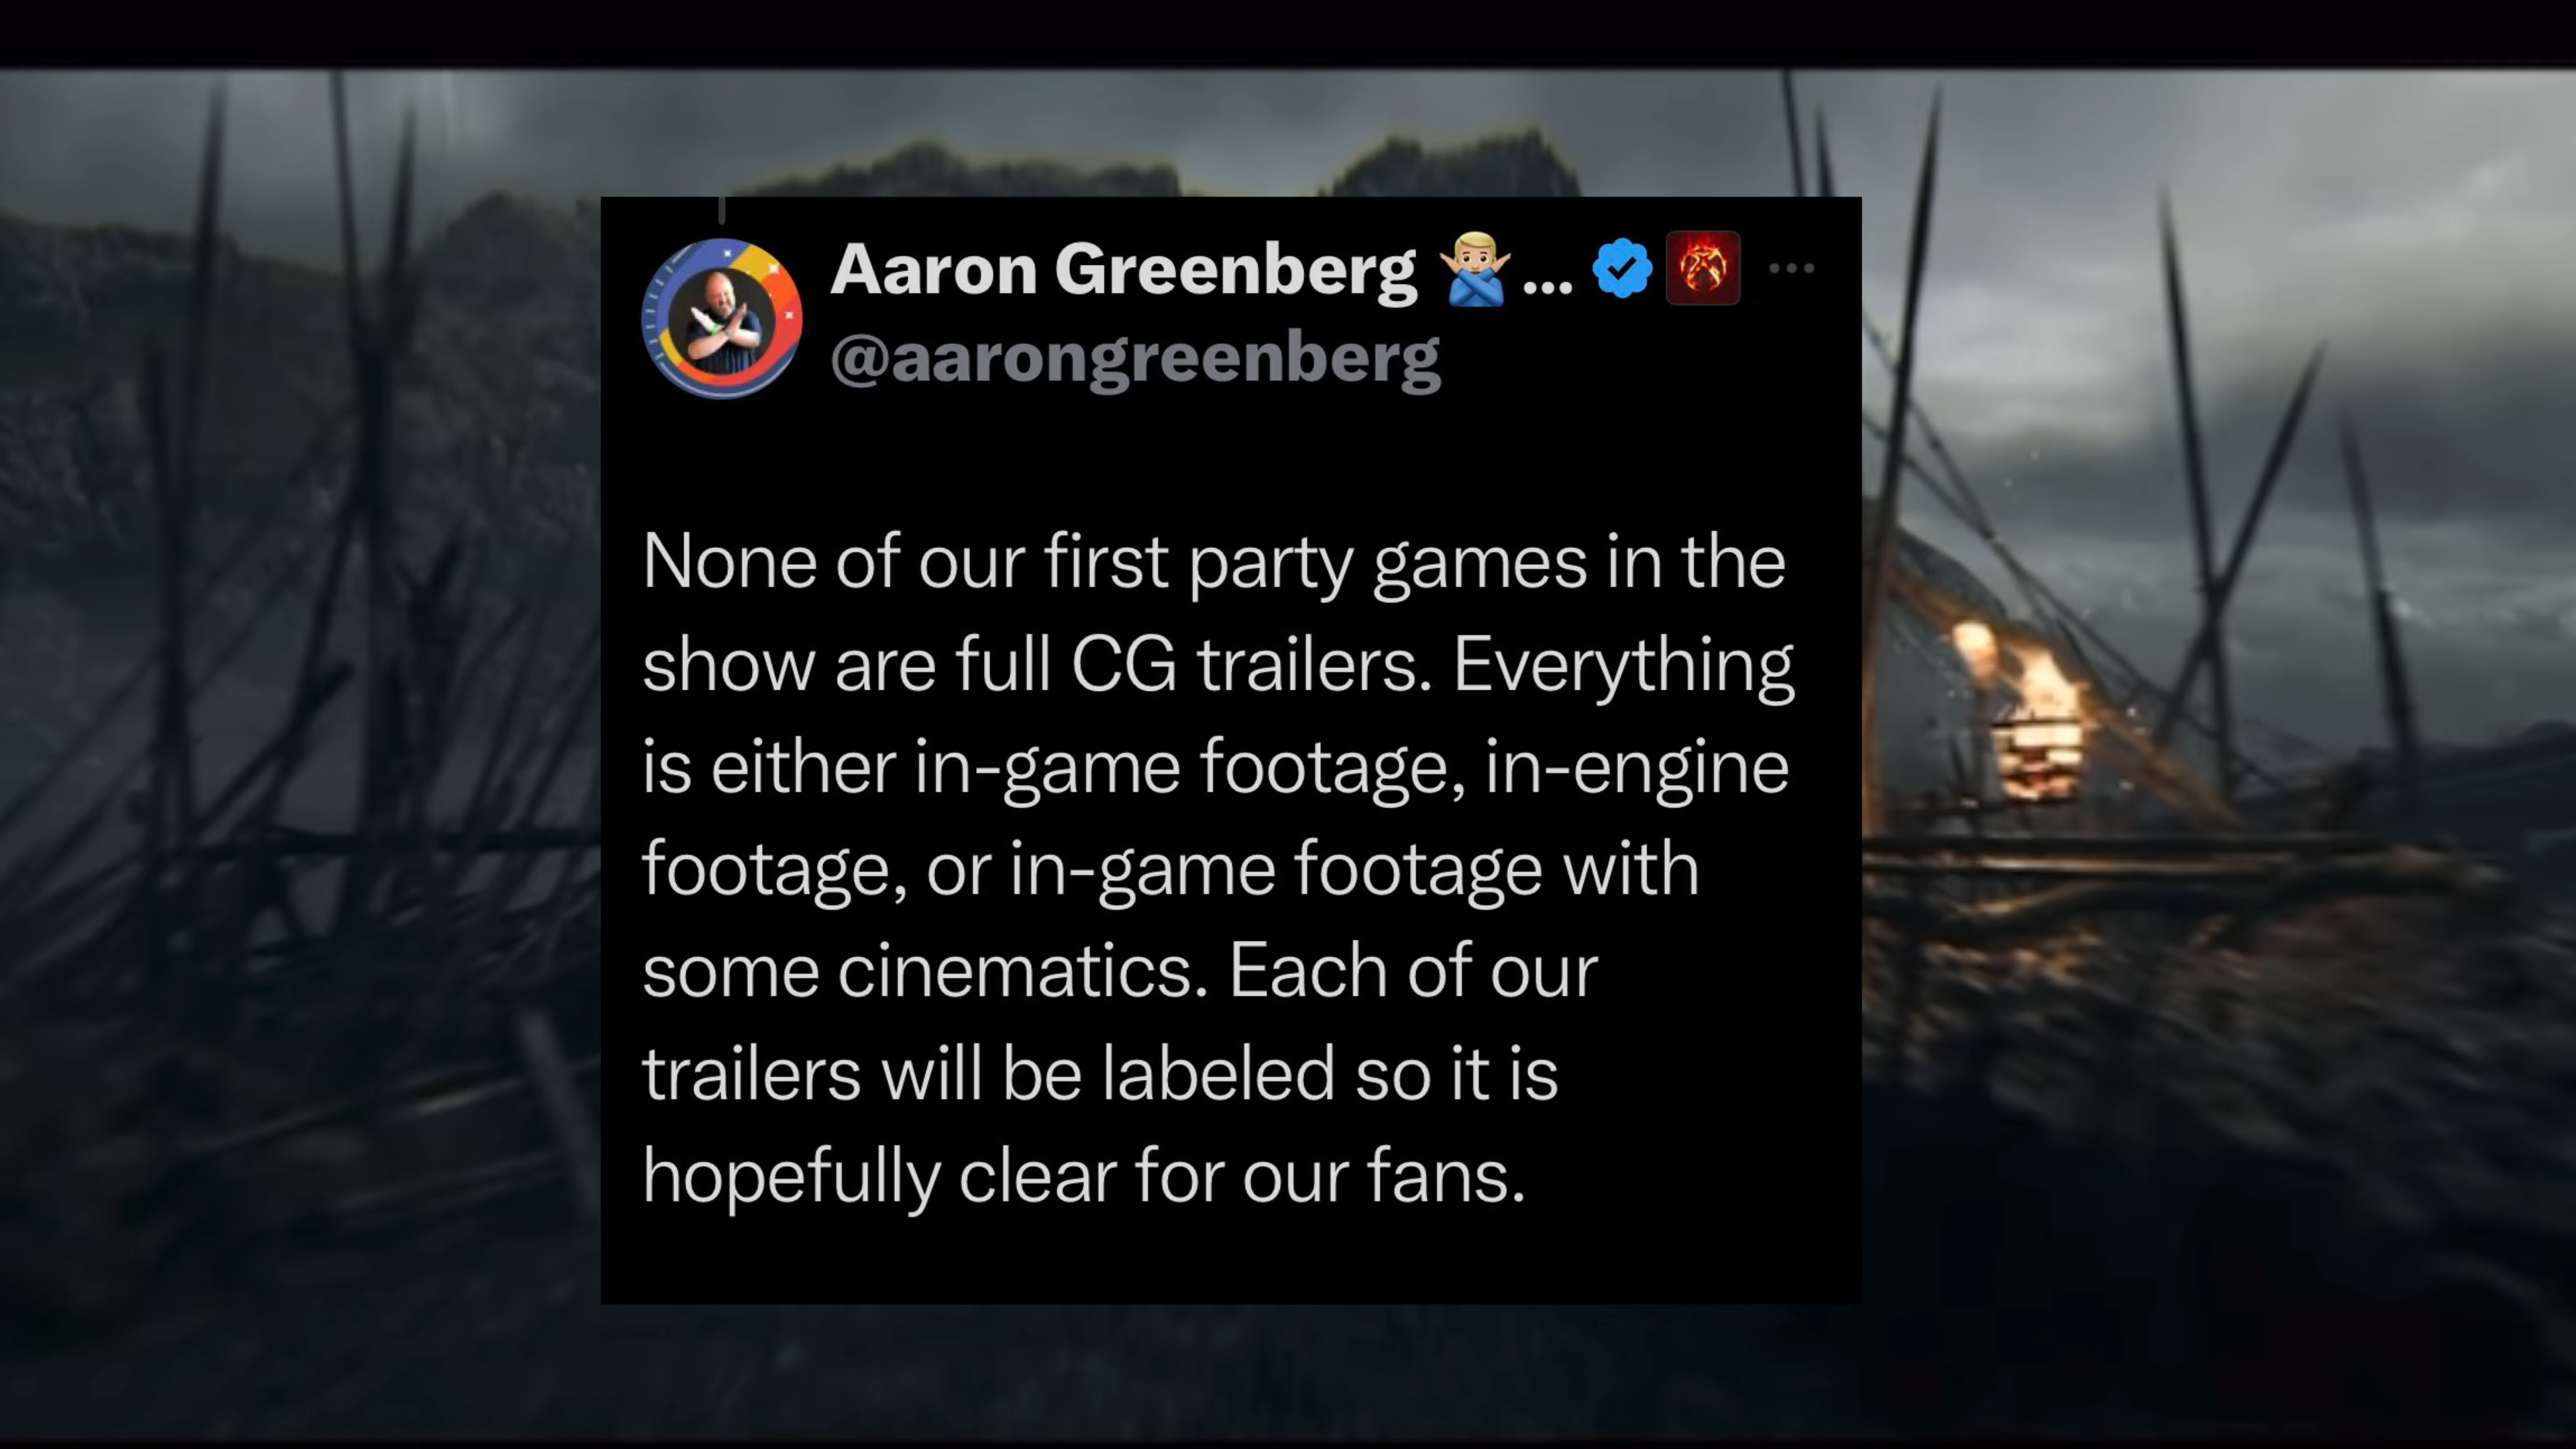 Aaron Greenberg 🙅🏼‍♂️...
@aarongreenberg
None of our first party games in the
show are full CG trailers. Everything
is either in-game footage, in-engine
footage, or in-game footage with
some cinematics. Each of our
trailers will be labeled so it is
hopefully clear for our fans.